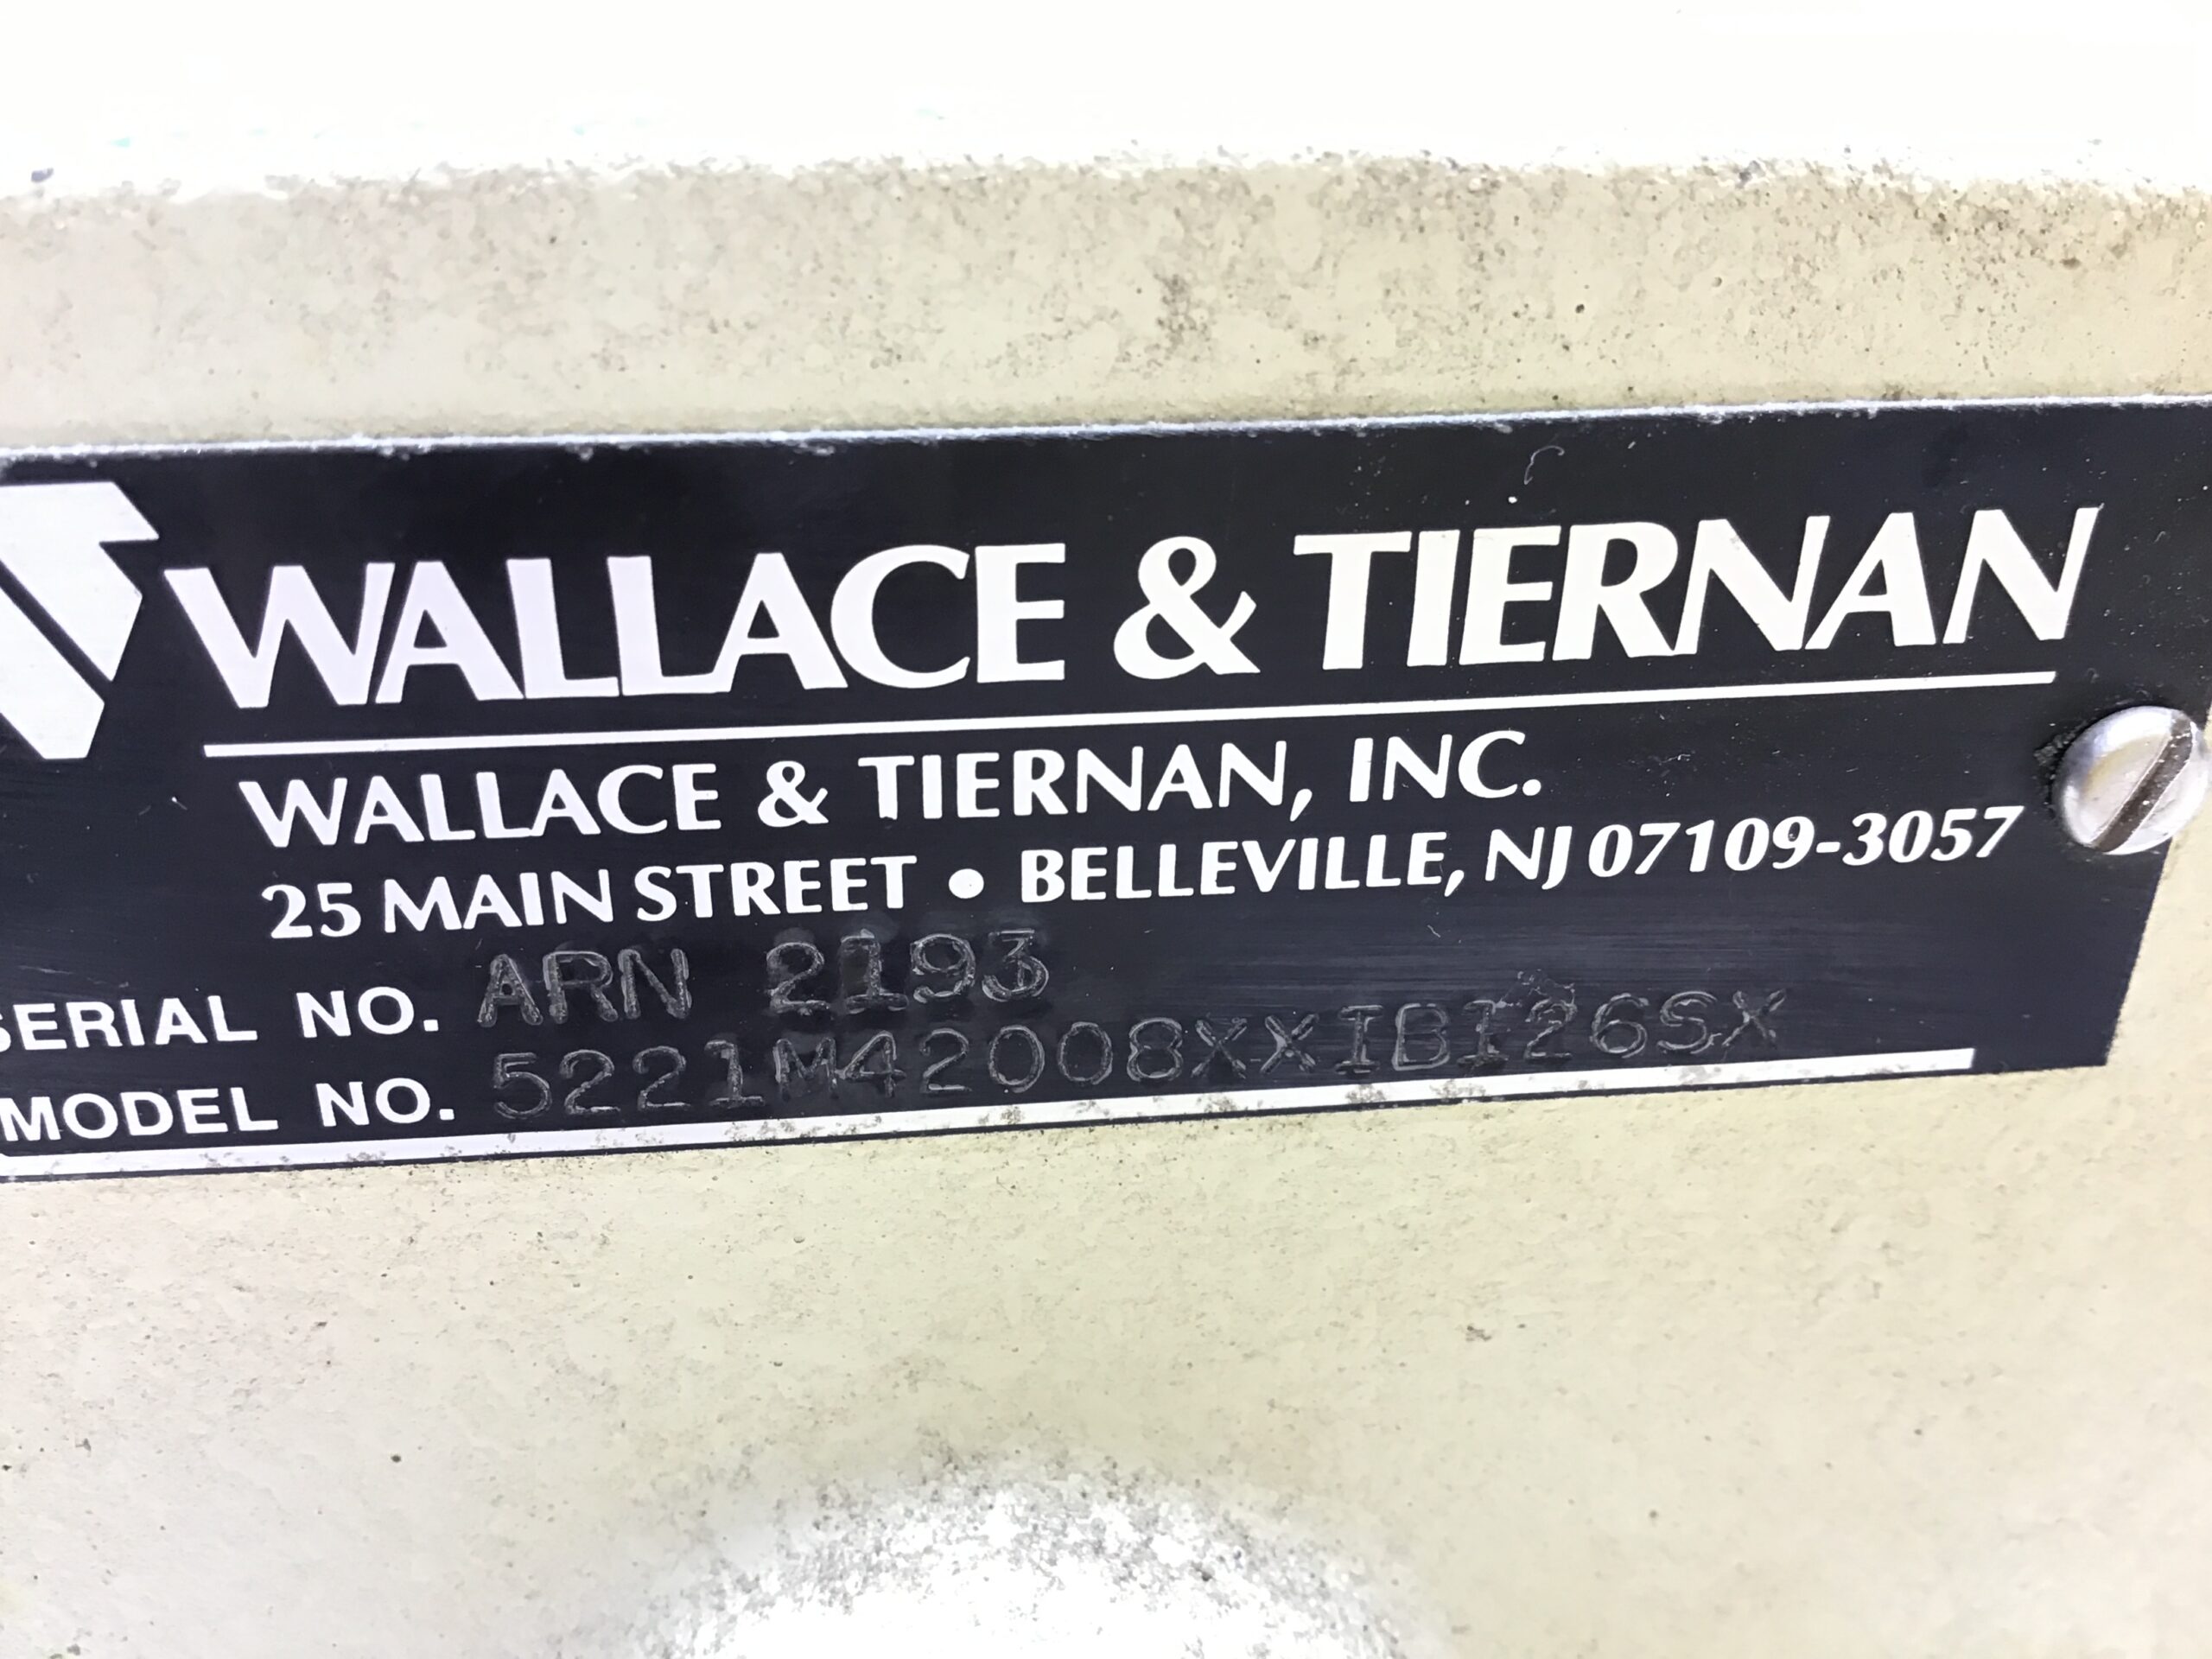 WALLACE & TIERNAN
WALLACE & TIERNAN, INC.
25 MAIN STREET • BELLEVILLE, NJ 07109-3057
SERIAL NO. ARN 2193
MODEL NO. 5221M42008XXIBI26SX